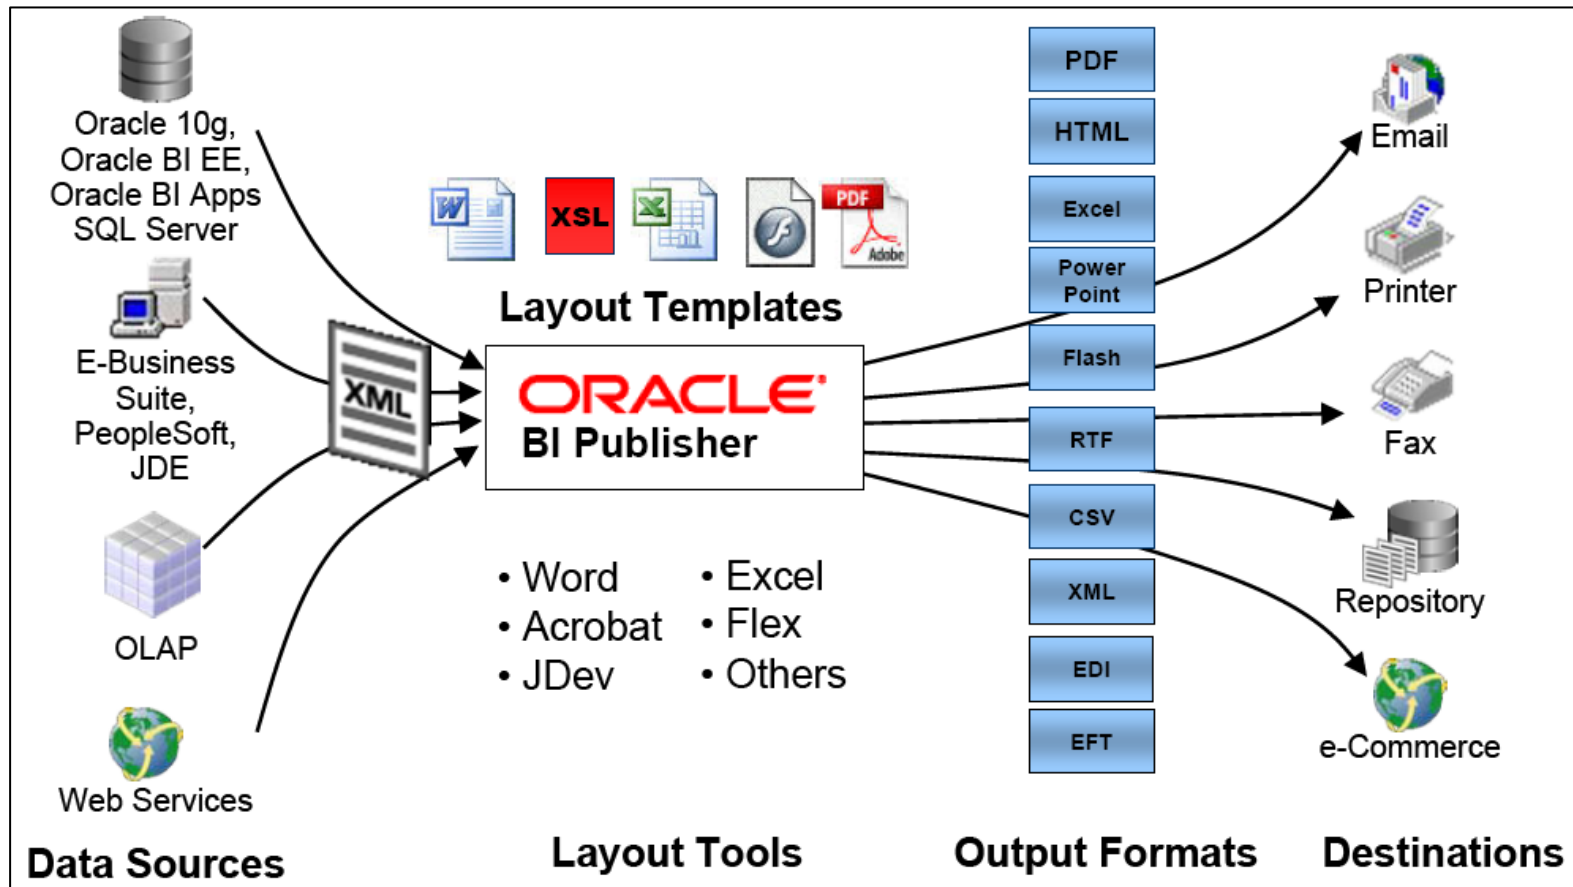 Oracle 10g,
Oracle BI EE,
Oracle BI Apps
SQL Server
E-Business
Suite,
PeopleSoft,
JDE
OLAP
Web Services
Data Sources
XML
W
XSL
X
PDF
Adobe
Layout Templates
ORACLE
BI Publisher
• Word
• Acrobat
• JDev
• Excel
• Flex
• Others
Layout Tools
PDF
HTML
Excel
Power
Point
Flash
RTF
CSV
XML
EDI
EFT
Output Formats
Email
Printer
Fax
Repository
e-Commerce
Destinations